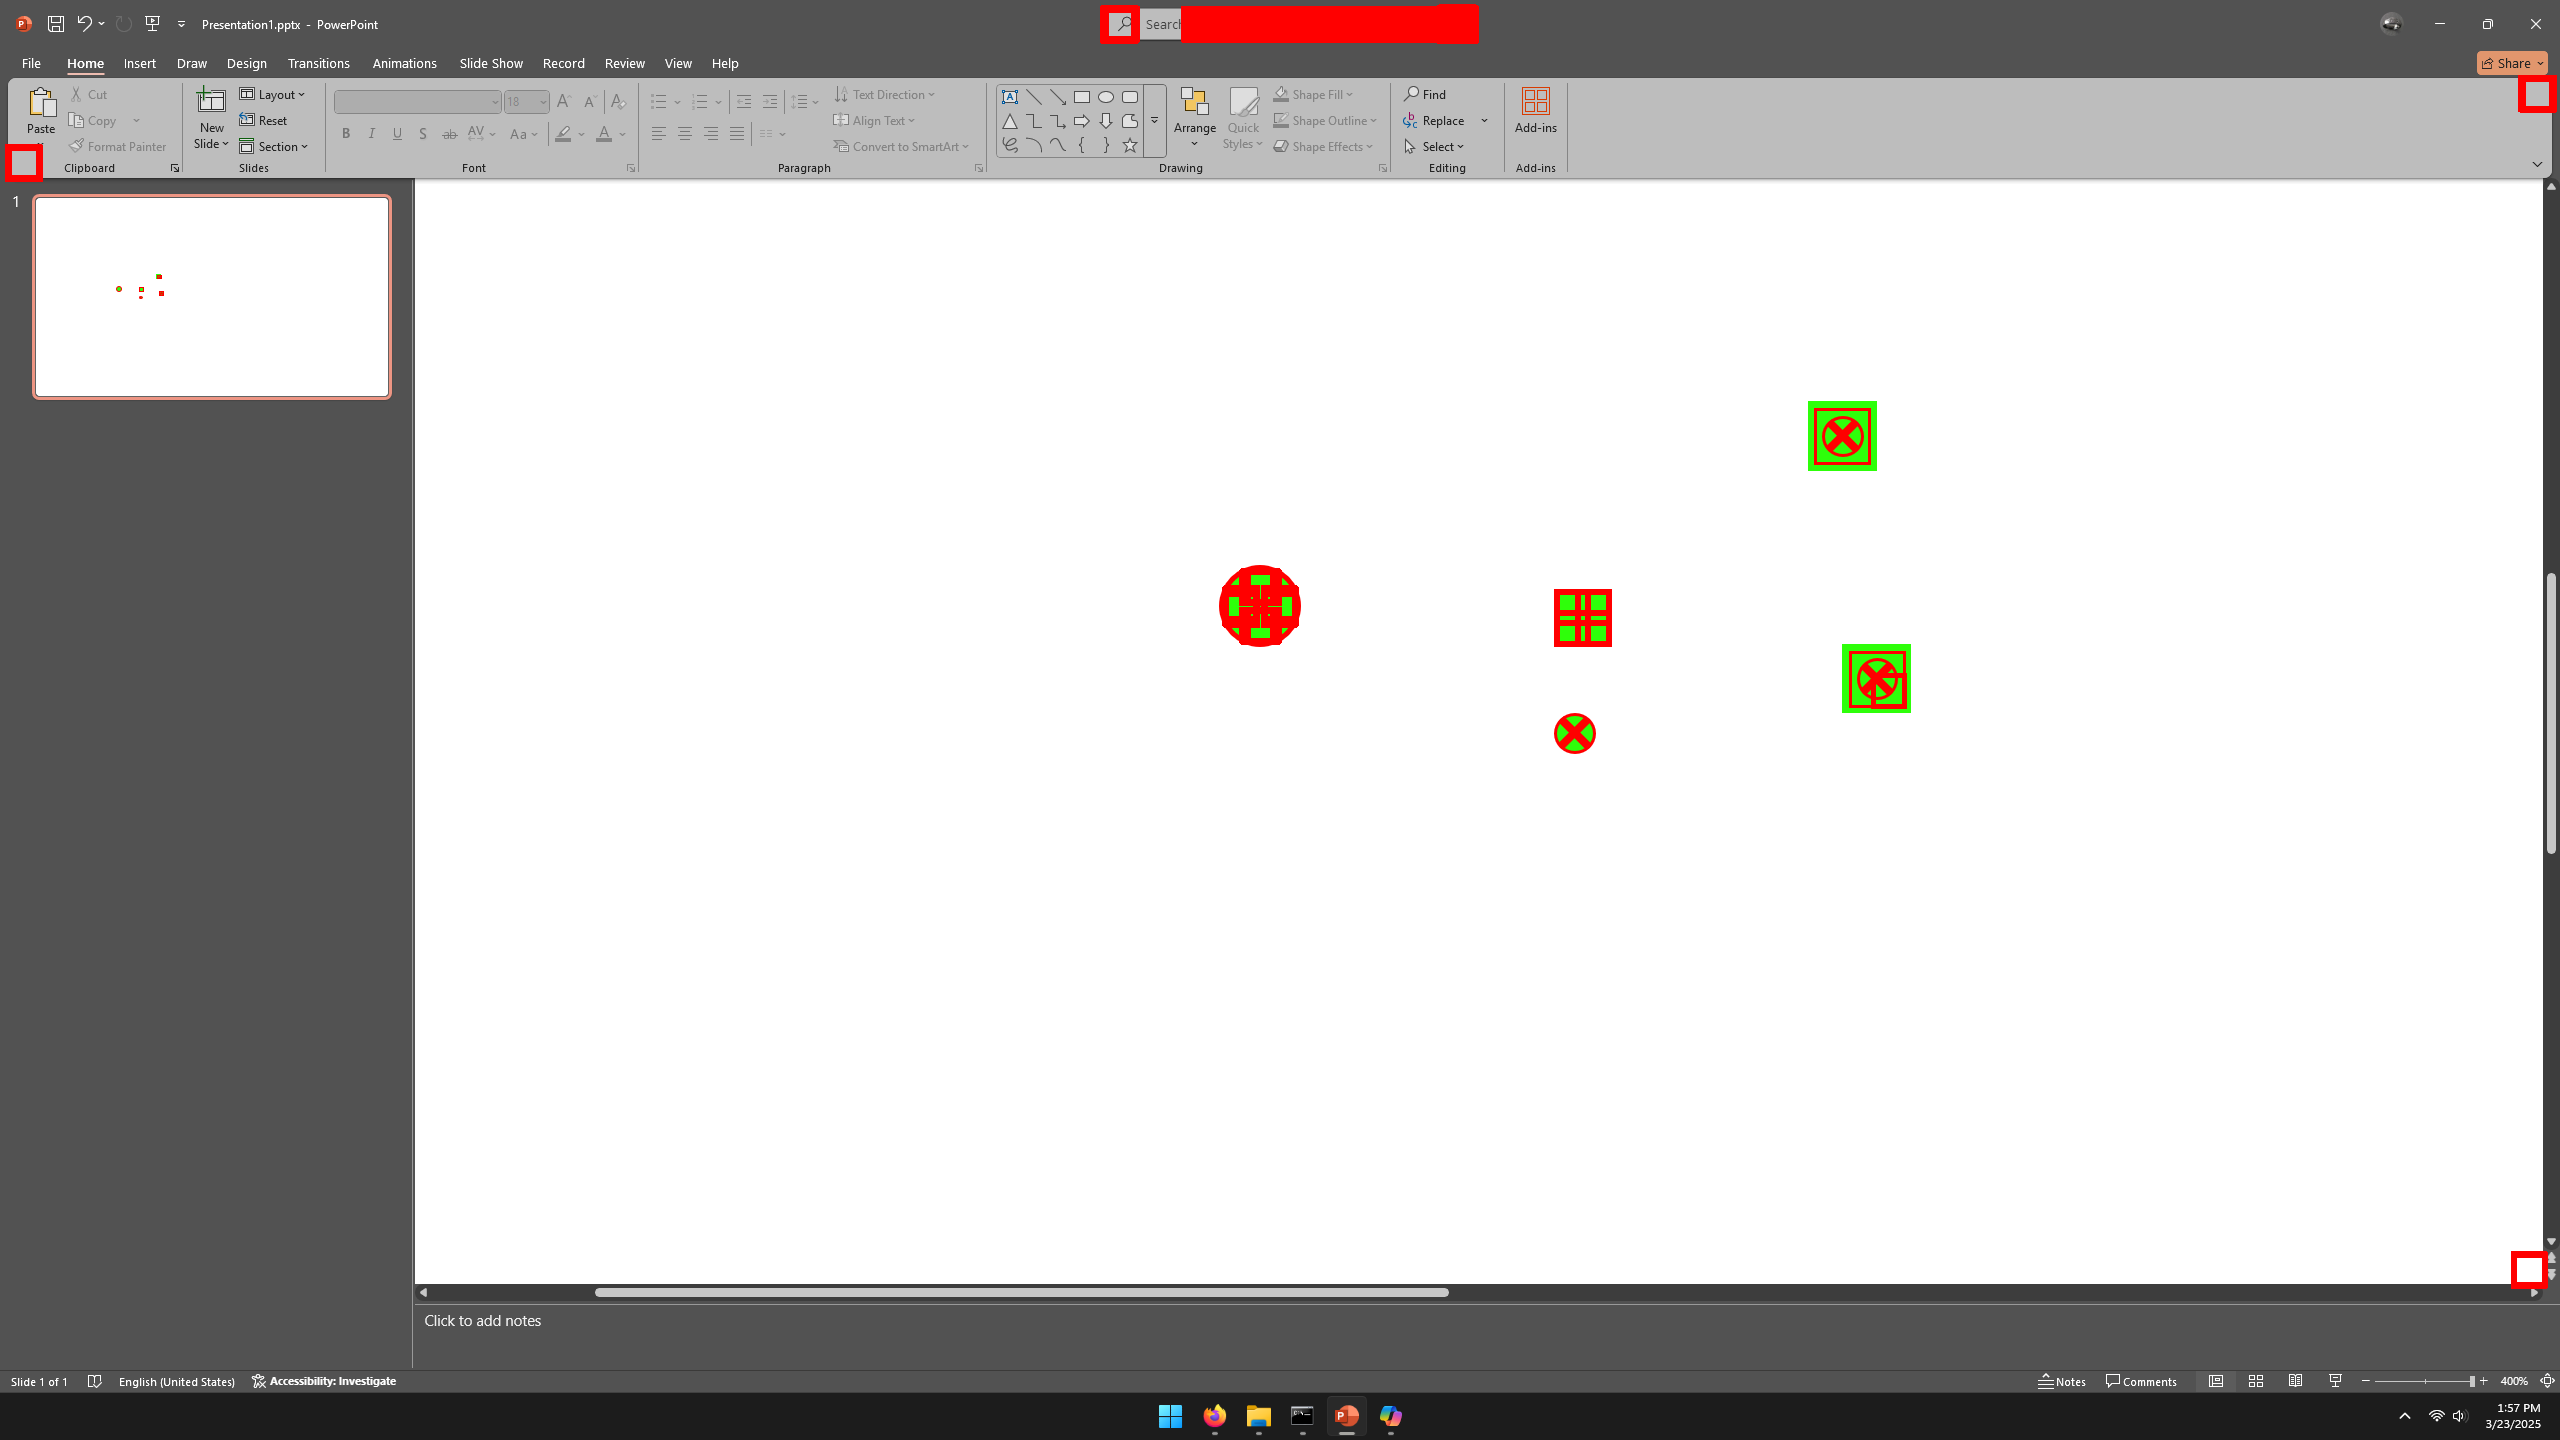 Presentation1.pptx - PowerPoint
Search
File Home Insert Draw Design Transitions Animations Slide Show Record Review View Help
Share
Paste
Cut
Copy
Format Painter
Clipboard
New
Slide
Layout
Reset
Section
Slides
18
A A A
B I U S ab AV Aa A
Font
Text Direction
Align Text
Convert to SmartArt
Paragraph
A
Arrange
Quick
Styles
Shape Fill
Shape Outline
Shape Effects
Drawing
Find
Replace
Select
Editing
Add-ins
Add-ins
1
Click to add notes
Slide 1 of 1
English (United States)
Accessibility: Investigate
Notes
Comments
400%
1:57 PM
3/23/2025